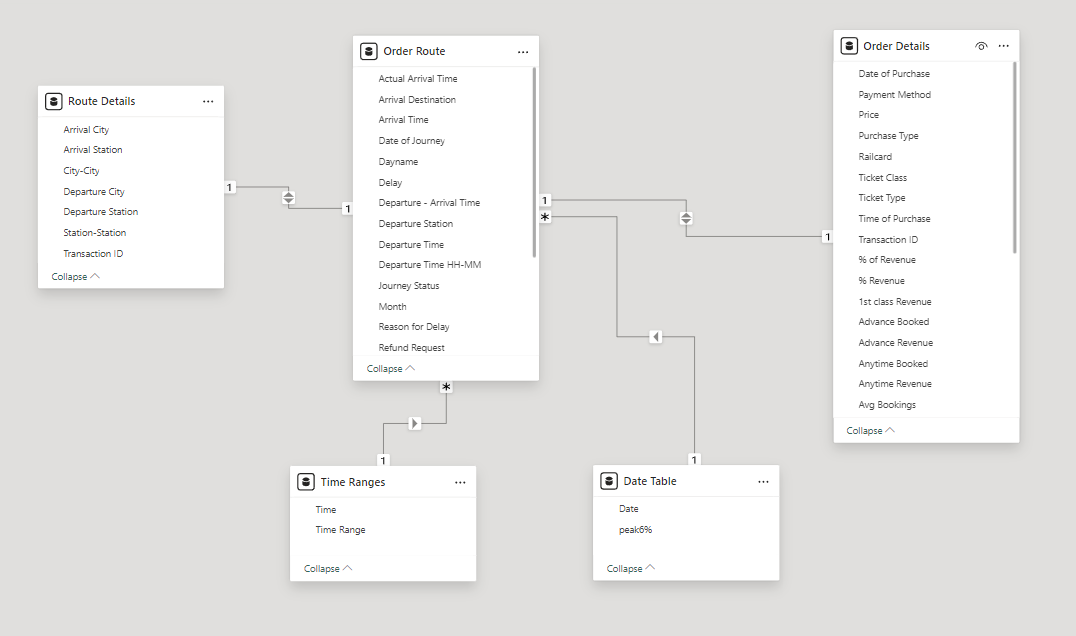 Route Details
Arrival City
Arrival Station
City-City
Departure City
Departure Station
Station-Station
Transaction ID
Collapse
1
1
Order Route
Actual Arrival Time
Arrival Destination
Arrival Time
Date of Journey
Dayname
Delay
Departure - Arrival Time
Departure Station
Departure Time
Departure Time HH-MM
Journey Status
Month
Reason for Delay
Refund Request
Collapse
1
*
1
Order Details
Date of Purchase
Payment Method
Price
Purchase Type
Railcard
Ticket Class
Ticket Type
Time of Purchase
Transaction ID
% of Revenue
% Revenue
1st class Revenue
Advance Booked
Advance Revenue
Anytime Booked
Anytime Revenue
Avg Bookings
Collapse
*
1
Time Ranges
Time
Time Range
Collapse
1
Date Table
Date
peak6%
Collapse